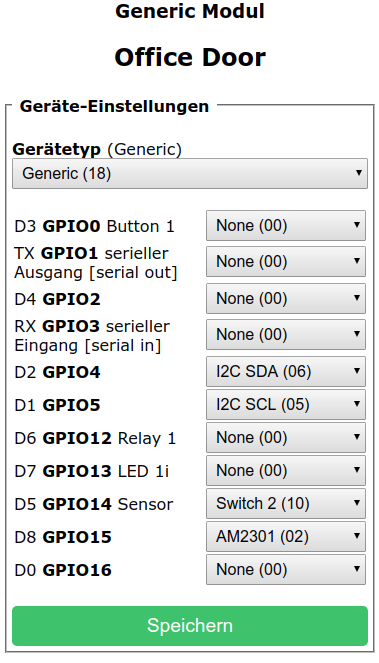 Generic Modul
Office Door
Geräte-Einstellungen
Gerätetyp (Generic)
Generic (18)
D3 GPIO0 Button 1 None (00)
TX GPIO1 serieller
Ausgang [serial out] None (00)
D4 GPIO2 None (00)
RX GPIO3 serieller
Eingang [serial in] None (00)
D2 GPIO4 I2C SDA (06)
D1 GPIO5 I2C SCL (05)
D6 GPIO12 Relay 1 None (00)
D7 GPIO13 LED 1i None (00)
D5 GPIO14 Sensor Switch 2 (10)
D8 GPIO15 AM2301 (02)
D0 GPIO16 None (00)
Speichern